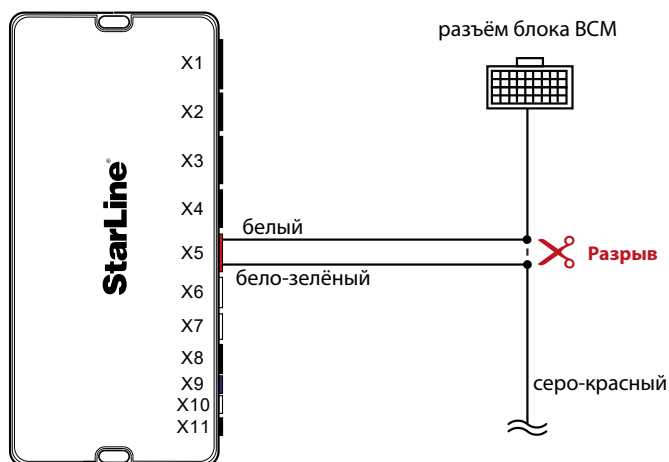 разъём блока BCM
X1
X2
X3
X4
X5
X6
X7
X8
X9
X10
X11
StarLine®
белый
бело-зелёный
Разрыв
серо-красный